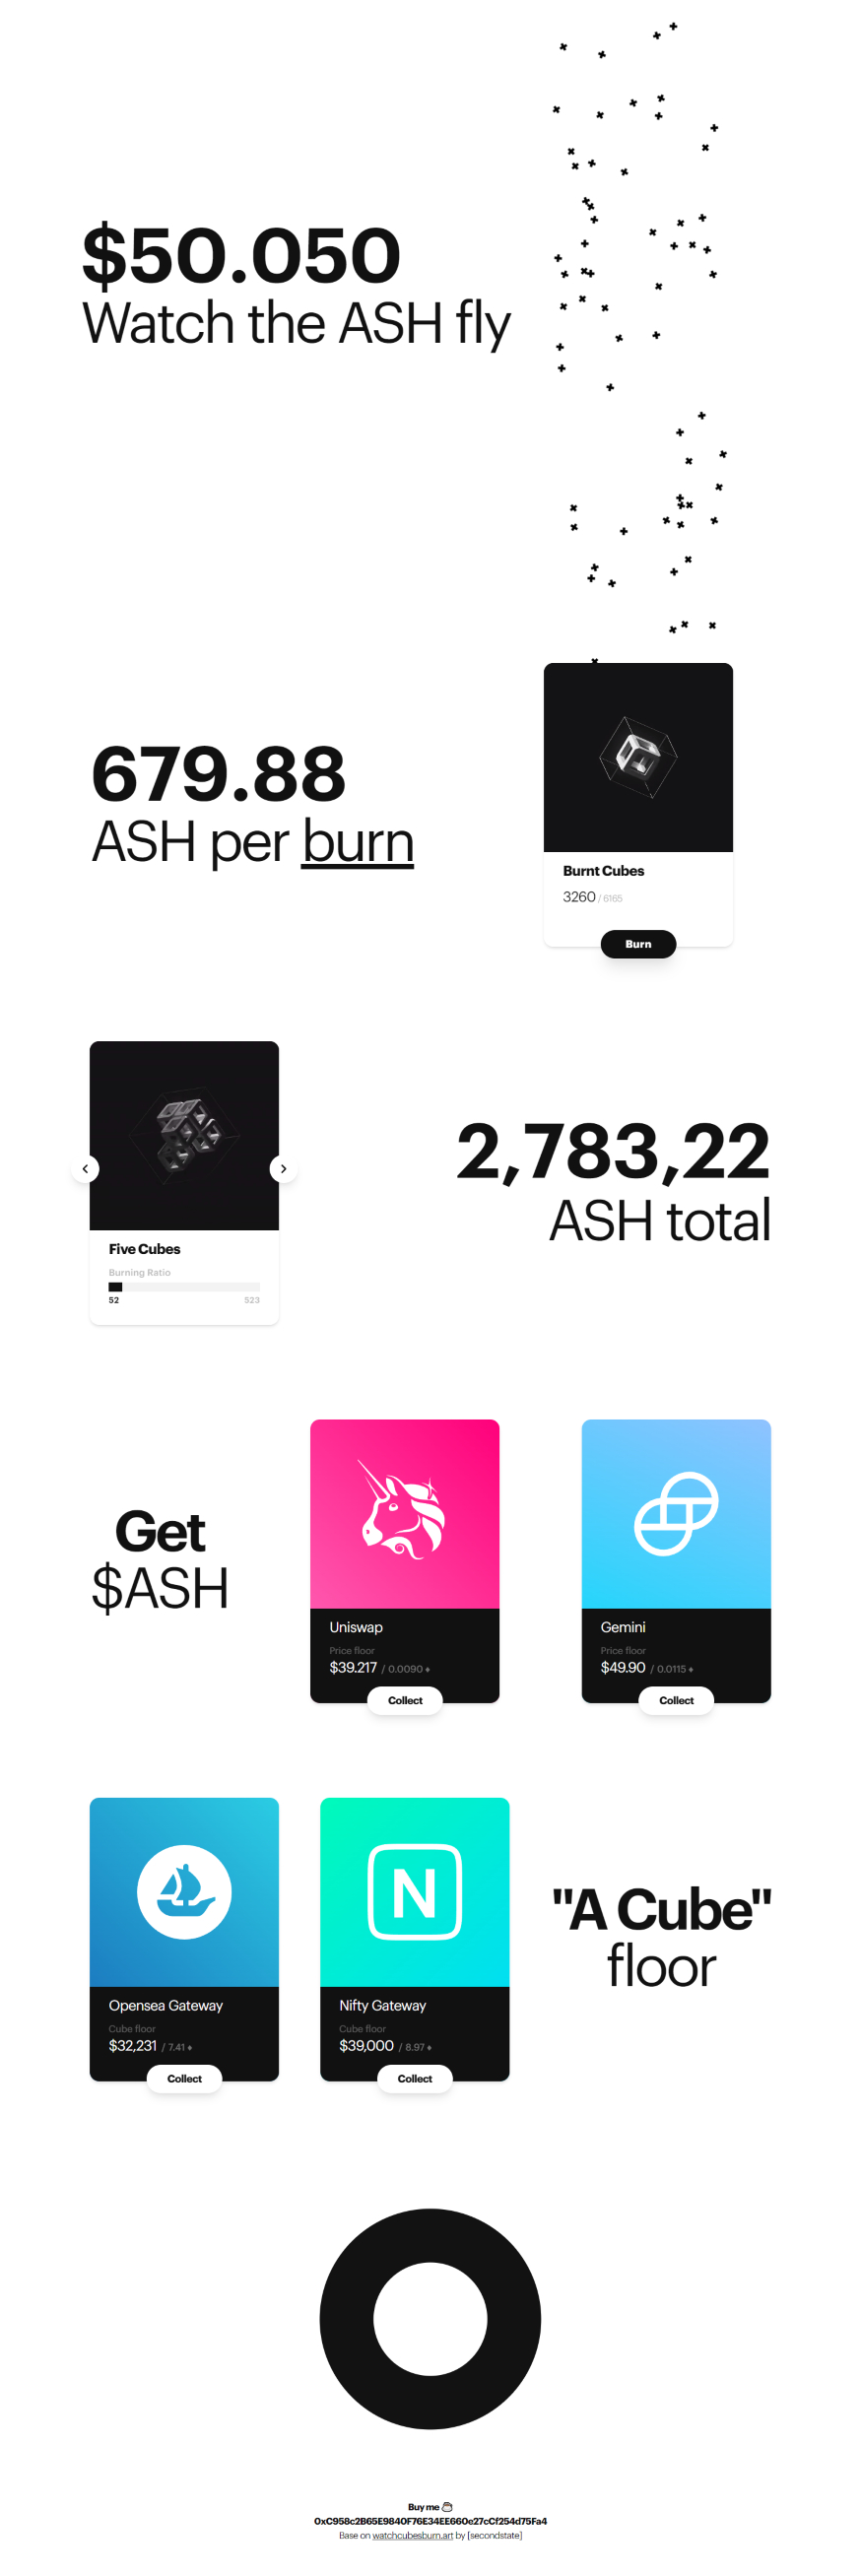 $50.050
Watch the ASH fly
679.88
ASH per burn
Burnt Cubes
3260 / 6165
Burn
2,783,22
ASH total
Five Cubes
Burning Ratio
52 523
Get
$ASH
Uniswap
Price floor
$39.217 / 0.0090 ♦
Collect
Gemini
Price floor
$49.90 / 0.0115 ♦
Collect
Opensea Gateway
Cube floor
$32,231 / 7.41 ♦
Collect
N
Nifty Gateway
Cube floor
$39,000 / 8.97 ♦
Collect
"A Cube"
floor
Buy me
0xC958c2B65E9840F76E34EE660e27cCf254d75Fa4
Base on watchcubesburn.art by [secondstate]